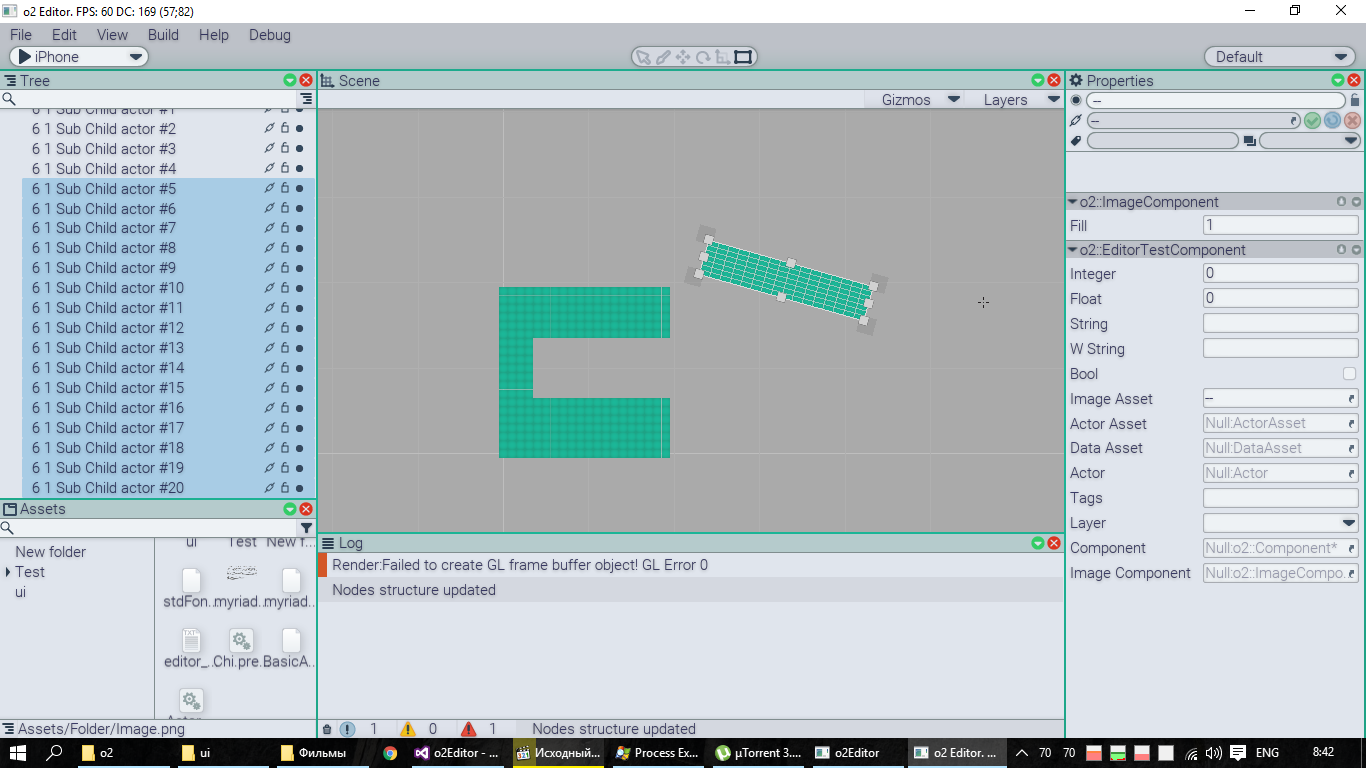 o2 Editor. FPS: 60 DC: 169 (57;82)
File Edit View Build Help Debug
iPhone
Default
Tree
6 1 Sub Child actor #1
6 1 Sub Child actor #2
6 1 Sub Child actor #3
6 1 Sub Child actor #4
6 1 Sub Child actor #5
6 1 Sub Child actor #6
6 1 Sub Child actor #7
6 1 Sub Child actor #8
6 1 Sub Child actor #9
6 1 Sub Child actor #10
6 1 Sub Child actor #11
6 1 Sub Child actor #12
6 1 Sub Child actor #13
6 1 Sub Child actor #14
6 1 Sub Child actor #15
6 1 Sub Child actor #16
6 1 Sub Child actor #17
6 1 Sub Child actor #18
6 1 Sub Child actor #19
6 1 Sub Child actor #20
Assets
New folder
Test
ui
ui Test New f..
stdFon.. myriad.. myriad..
TXT
editor_.. Chi.pre.. BasicA..
Assets/Folder/Image.png
Scene
Gizmos Layers
Log
Render:Failed to create GL frame buffer object! GL Error 0
Nodes structure updated
1 0 1 Nodes structure updated
Properties
--
--
o2::ImageComponent
Fill 1
o2::EditorTestComponent
Integer 0
Float 0
String
W String
Bool
Image Asset --
Actor Asset Null:ActorAsset
Data Asset Null:DataAsset
Actor Null:Actor
Tags
Layer
Component Null:o2::Component*
Image Component Null:o2::ImageCompo..
o2 ui Фильмы o2Editor - ... Исходный... Process Ex... µTorrent 3.... o2Editor o2 Editor. ... 70 70 ENG 8:42